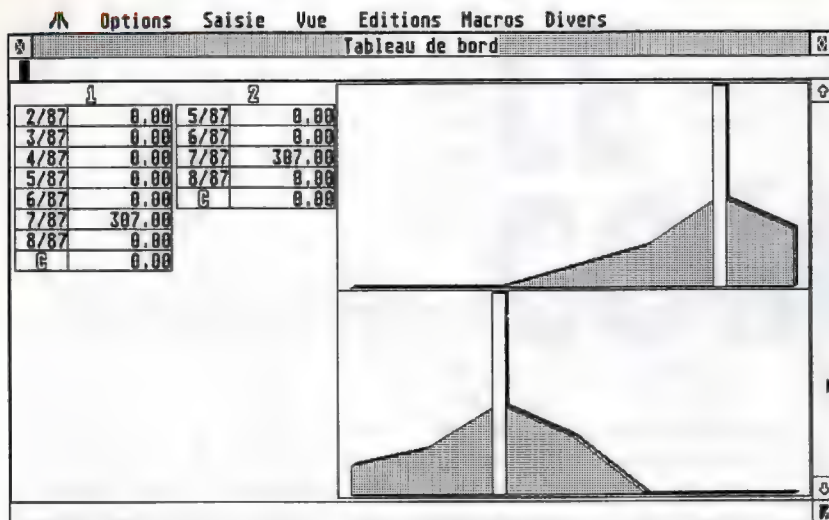 Options Saisie Vue Editions Macros Divers
Tableau de bord
1 2
2/87 0.00 5/87 0.00
3/87 0.00 6/87 0.00
4/87 0.00 7/87 307.00
5/87 0.00 8/87 0.00
6/87 0.00 C 0.00
7/87 307.00
8/87 0.00
C 0.00